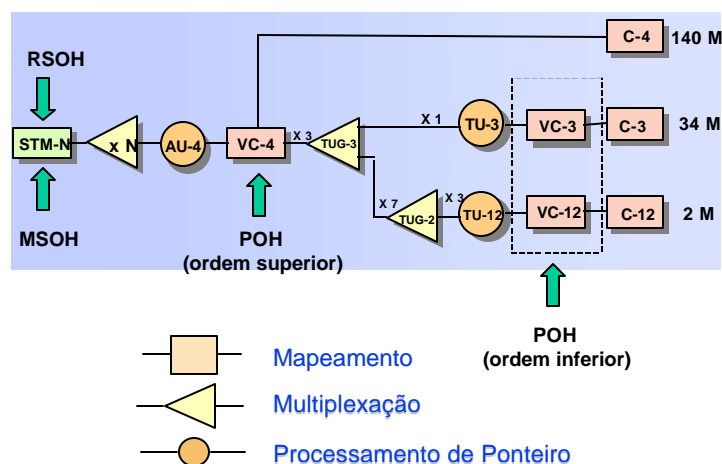 C-4 140 M
RSOH
X 1
TU-3 VC-3 C-3 34 M
STM-N x N AU-4 VC-4 X 3 TUG-3
X 7 X 3
TUG-2 TU-12 VC-12 C-12 2 M
MSOH POH
(ordem superior)
POH
(ordem inferior)
Mapeamento
Multiplexação
Processamento de Ponteiro